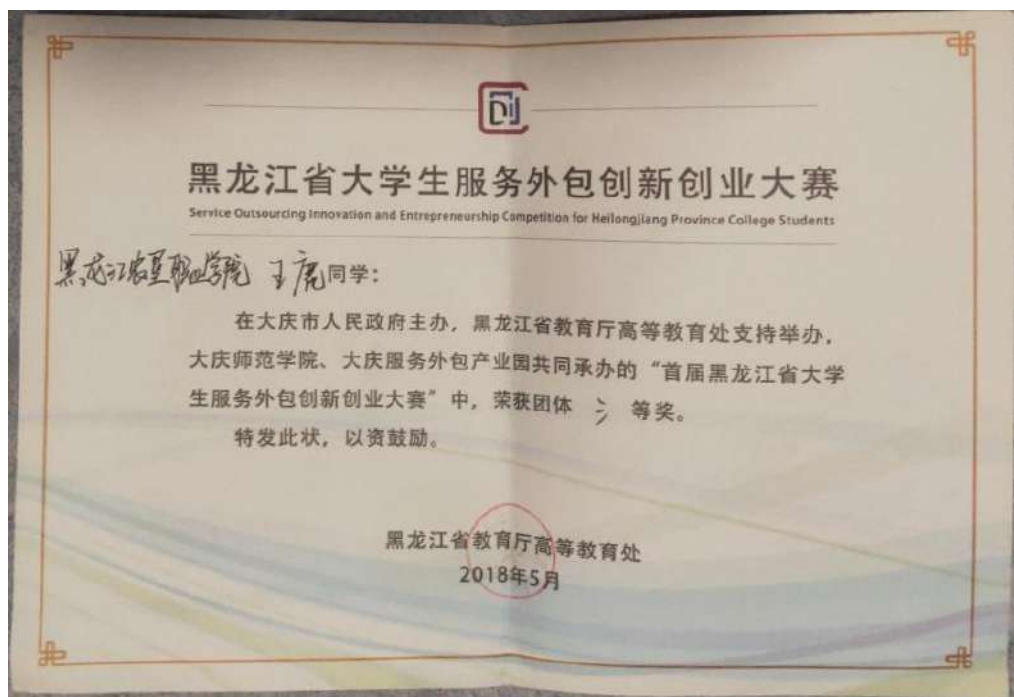 黑龙江省大学生服务外包创新创业大赛
Service Outsourcing Innovation and Entrepreneurship Competition for Heilongjiang Province College Students
黑龙江农垦职业学院 王虎同学：
在大庆市人民政府主办，黑龙江省教育厅高等教育处支持举办，
大庆师范学院、大庆服务外包产业园共同承办的“首届黑龙江省大学
生服务外包创新创业大赛”中，荣获团体 三 等奖。
特发此状，以资鼓励。
黑龙江省教育厅高等教育处
2018年5月